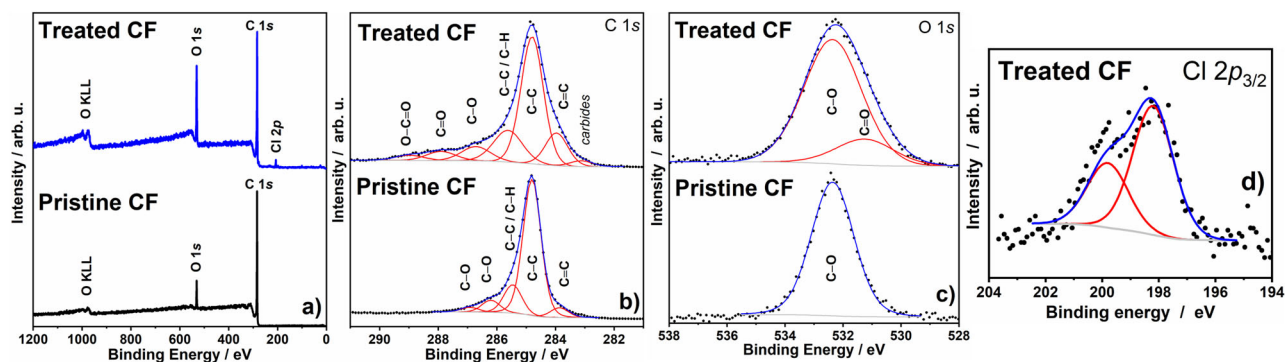 Treated CF
C 1s
O 1s
O KLL
Cl 2p
Pristine CF
C 1s
O 1s
O KLL
a)
Intensity / arb. u.
1200 1000 800 600 400 200 0
Binding Energy / eV
Treated CF
C 1s
O–C=O
C=O
C–O
C–C / C–H
C–C
C=C
carbides
Pristine CF
C–O
C–O
C–C / C–H
C–C
C=C
b)
Intensity / arb. u.
290 288 286 284 282
Binding Energy / eV
Treated CF
O 1s
C–O
C=O
Pristine CF
C–O
c)
Intensity / arb. u.
538 536 534 532 530 528
Binding Energy / eV
Treated CF
Cl 2p3/2
d)
Intensity / arb. u.
204 202 200 198 196 194
Binding energy / eV